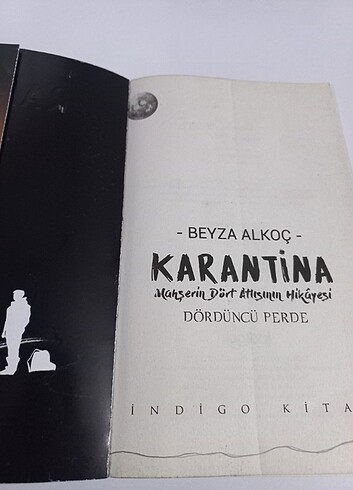 - BEYZA ALKOÇ -
KARANTİNA
Mahşerin Dört Atlısının Hikâyesi
DÖRDÜNCÜ PERDE
İNDİGO KİTA